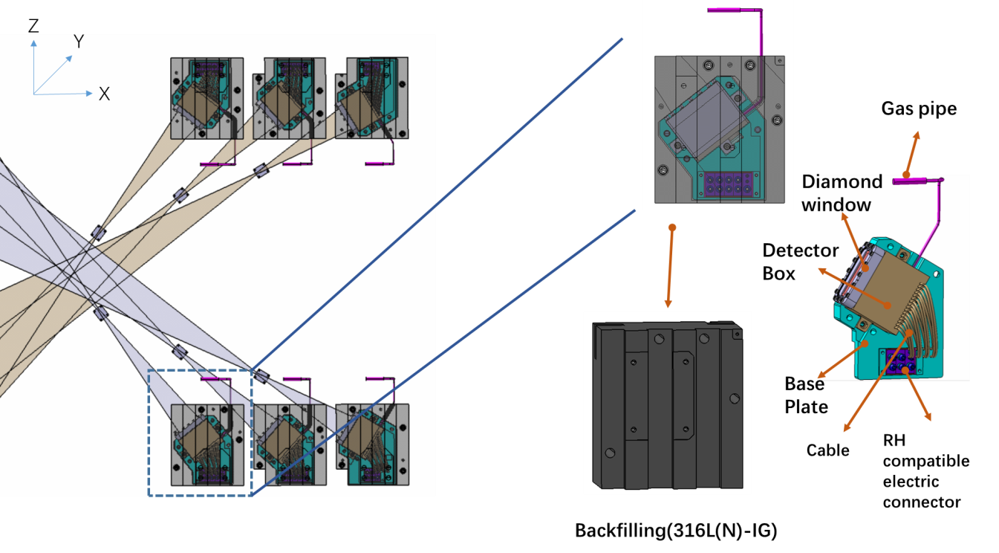 Z
Y
X
Gas pipe
Diamond
window
Detector
Box
Base
Plate
Cable
RH
compatible
electric
connector
Backfilling(316L(N)-IG)